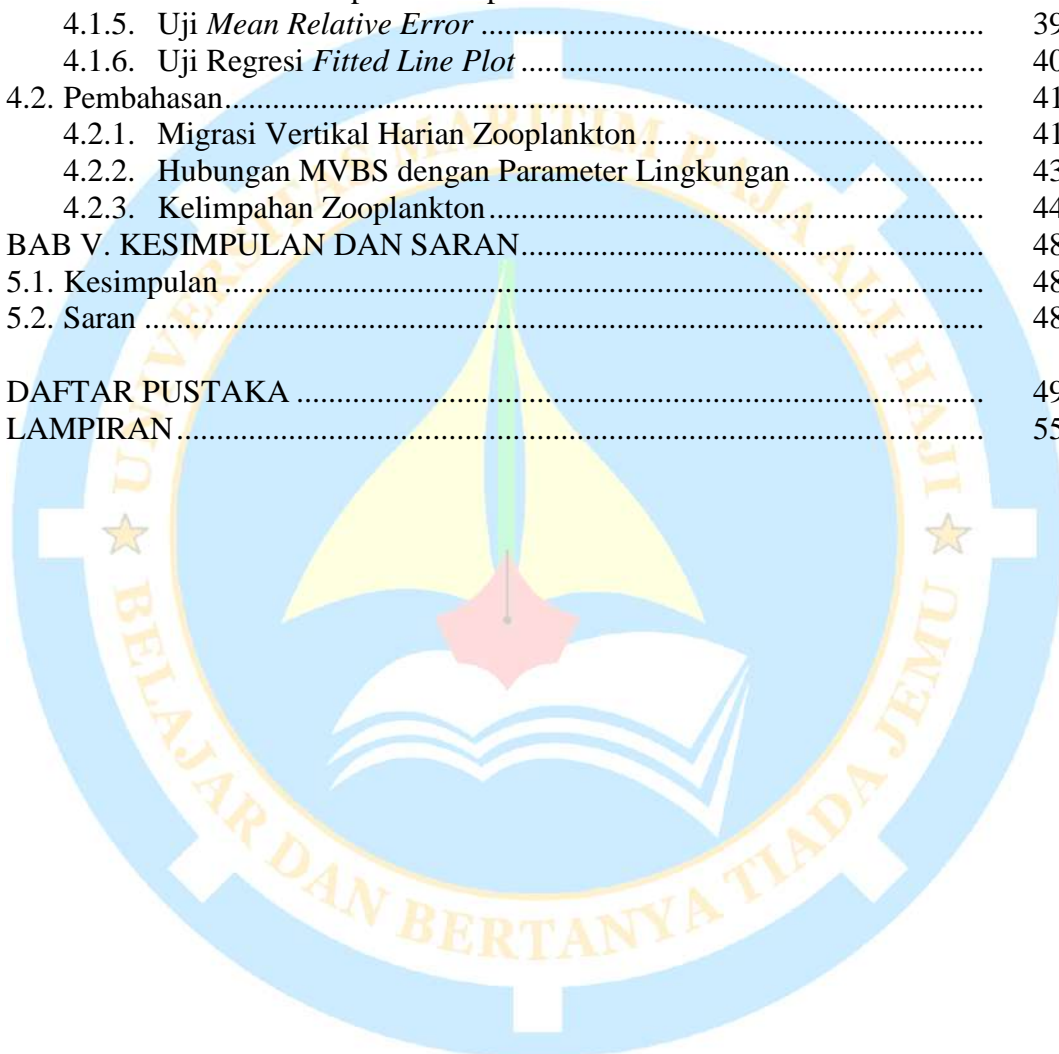 4.1.5. Uji Mean Relative Error ........................................................................ 39
4.1.6. Uji Regresi Fitted Line Plot ................................................................... 40
4.2. Pembahasan................................................................................................ 41
4.2.1. Migrasi Vertikal Harian Zooplankton ................................................... 41
4.2.2. Hubungan MVBS dengan Parameter Lingkungan............................ 43
4.2.3. Kelimpahan Zooplankton....................................................................... 44
BAB V. KESIMPULAN DAN SARAN.................................................................. 48
5.1. Kesimpulan ................................................................................................ 48
5.2. Saran .......................................................................................................... 48
DAFTAR PUSTAKA ......................................................................................... 49
LAMPIRAN........................................................................................................ 55
UNIVERSITAS MARITIM RAJA ALI HAJI
BELAJAR DAN BERTANYA TIADA JEMU